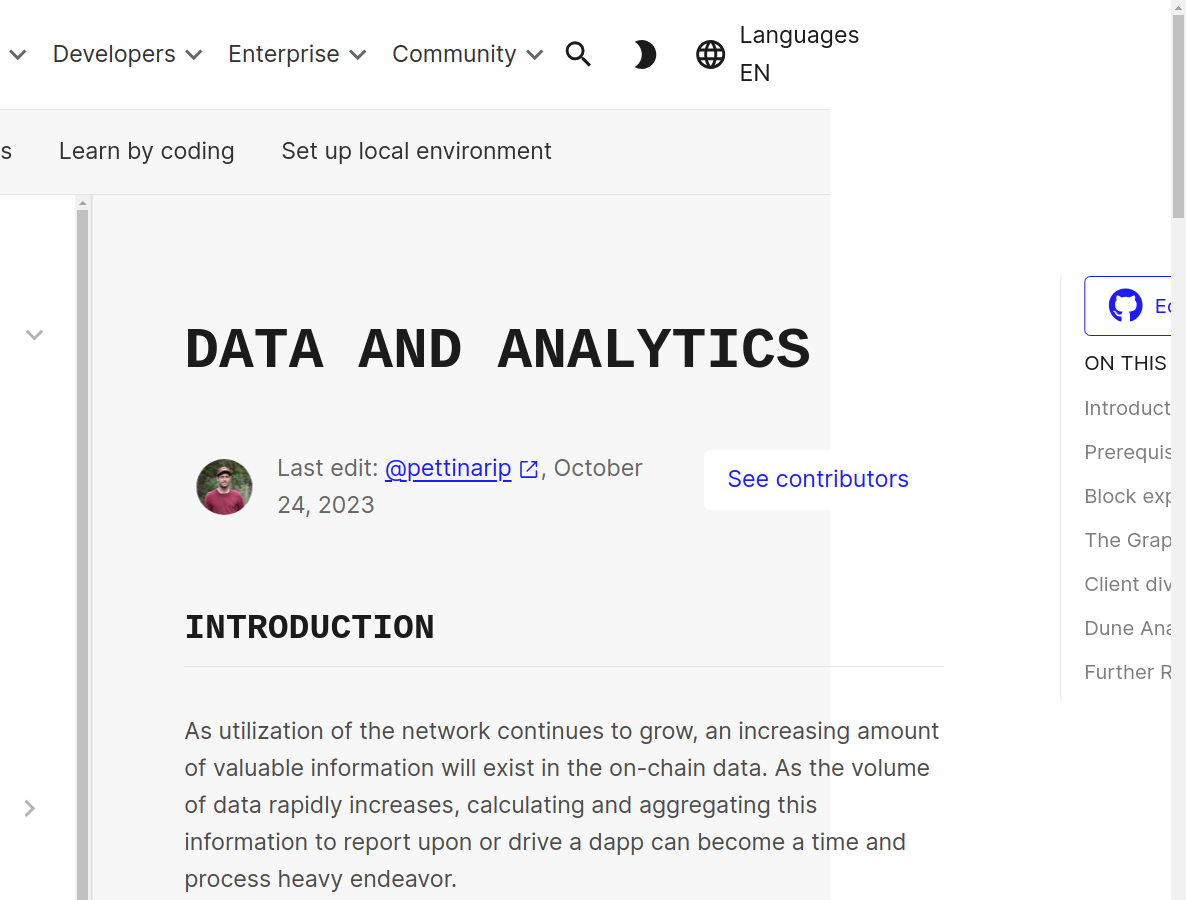 Developers Enterprise Community Languages
EN
s Learn by coding Set up local environment
DATA AND ANALYTICS
Last edit: @pettinarip, October
24, 2023
See contributors
INTRODUCTION
As utilization of the network continues to grow, an increasing amount
of valuable information will exist in the on-chain data. As the volume
of data rapidly increases, calculating and aggregating this
information to report upon or drive a dapp can become a time and
process heavy endeavor.
ON THIS
Introduct
Prerequis
Block exp
The Grap
Client div
Dune Ana
Further R